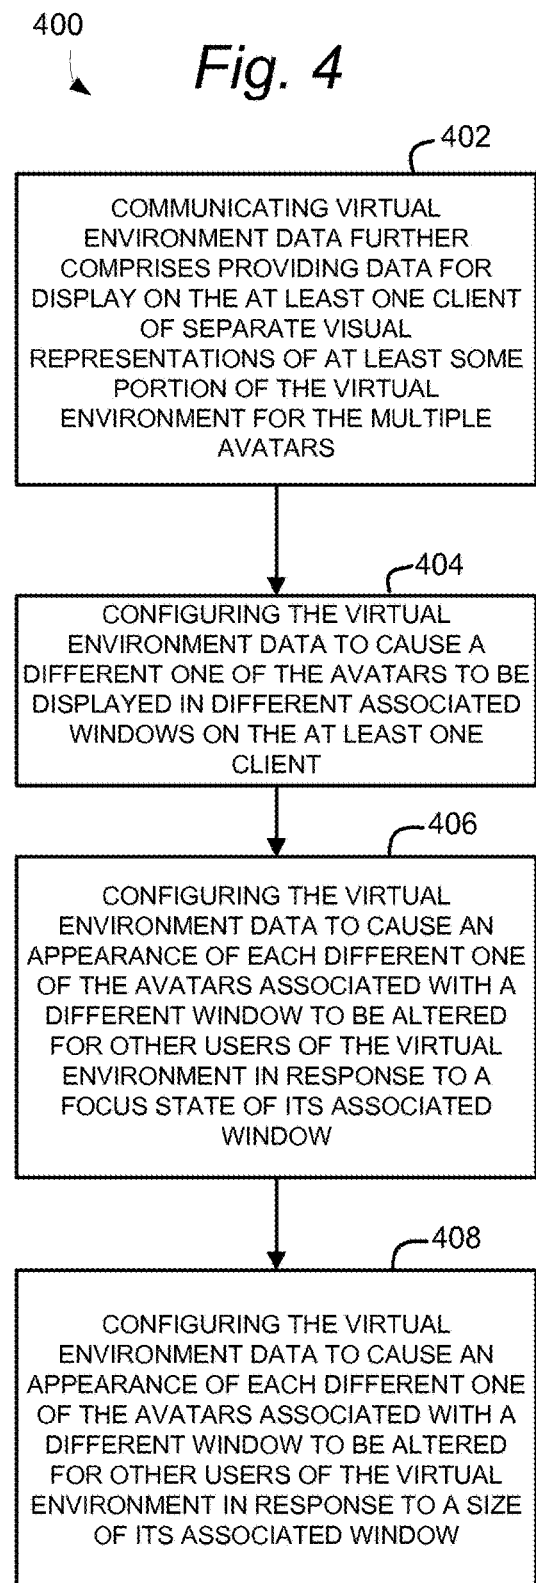 400
Fig. 4
402
COMMUNICATING VIRTUAL
ENVIRONMENT DATA FURTHER
COMPRISES PROVIDING DATA FOR
DISPLAY ON THE AT LEAST ONE CLIENT
OF SEPARATE VISUAL
REPRESENTATIONS OF AT LEAST SOME
PORTION OF THE VIRTUAL
ENVIRONMENT FOR THE MULTIPLE
AVATARS
404
CONFIGURING THE VIRTUAL
ENVIRONMENT DATA TO CAUSE A
DIFFERENT ONE OF THE AVATARS TO BE
DISPLAYED IN DIFFERENT ASSOCIATED
WINDOWS ON THE AT LEAST ONE
CLIENT
406
CONFIGURING THE VIRTUAL
ENVIRONMENT DATA TO CAUSE AN
APPEARANCE OF EACH DIFFERENT ONE
OF THE AVATARS ASSOCIATED WITH A
DIFFERENT WINDOW TO BE ALTERED
FOR OTHER USERS OF THE VIRTUAL
ENVIRONMENT IN RESPONSE TO A
FOCUS STATE OF ITS ASSOCIATED
WINDOW
408
CONFIGURING THE VIRTUAL
ENVIRONMENT DATA TO CAUSE AN
APPEARANCE OF EACH DIFFERENT ONE
OF THE AVATARS ASSOCIATED WITH A
DIFFERENT WINDOW TO BE ALTERED
FOR OTHER USERS OF THE VIRTUAL
ENVIRONMENT IN RESPONSE TO A SIZE
OF ITS ASSOCIATED WINDOW